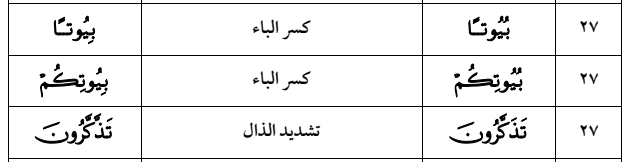 ٢٧ بُيُوتًا كسر الباء بِيُوتًا
٢٧ بُيُوتِكُمْ كسر الباء بِيُوتِكُمْ
٢٧ تَذَكَّرُونَ تشديد الذال تَذَّكَّرُونَ